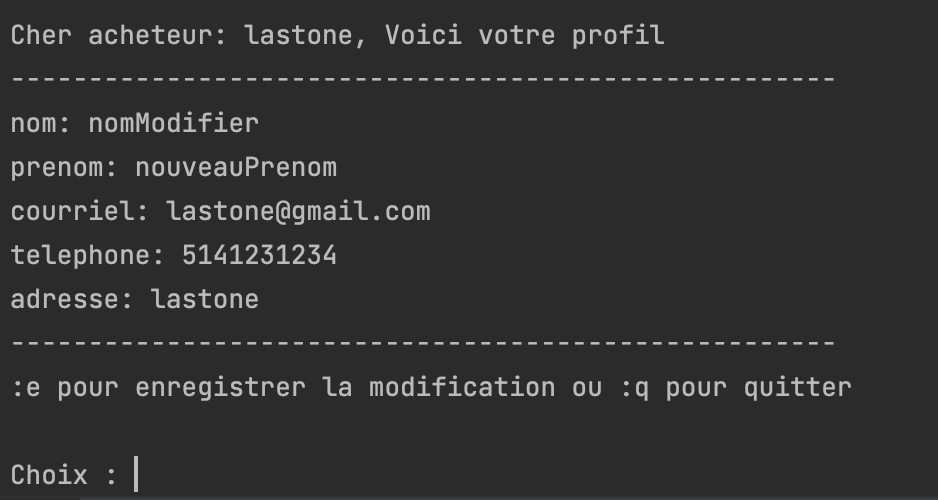 Cher acheteur: lastone, Voici votre profil
-----------------------------------------------------
nom: nomModifier
prenom: nouveauPrenom
courriel: lastone@gmail.com
telephone: 5141231234
adresse: lastone
-----------------------------------------------------
:e pour enregistrer la modification ou :q pour quitter
Choix :